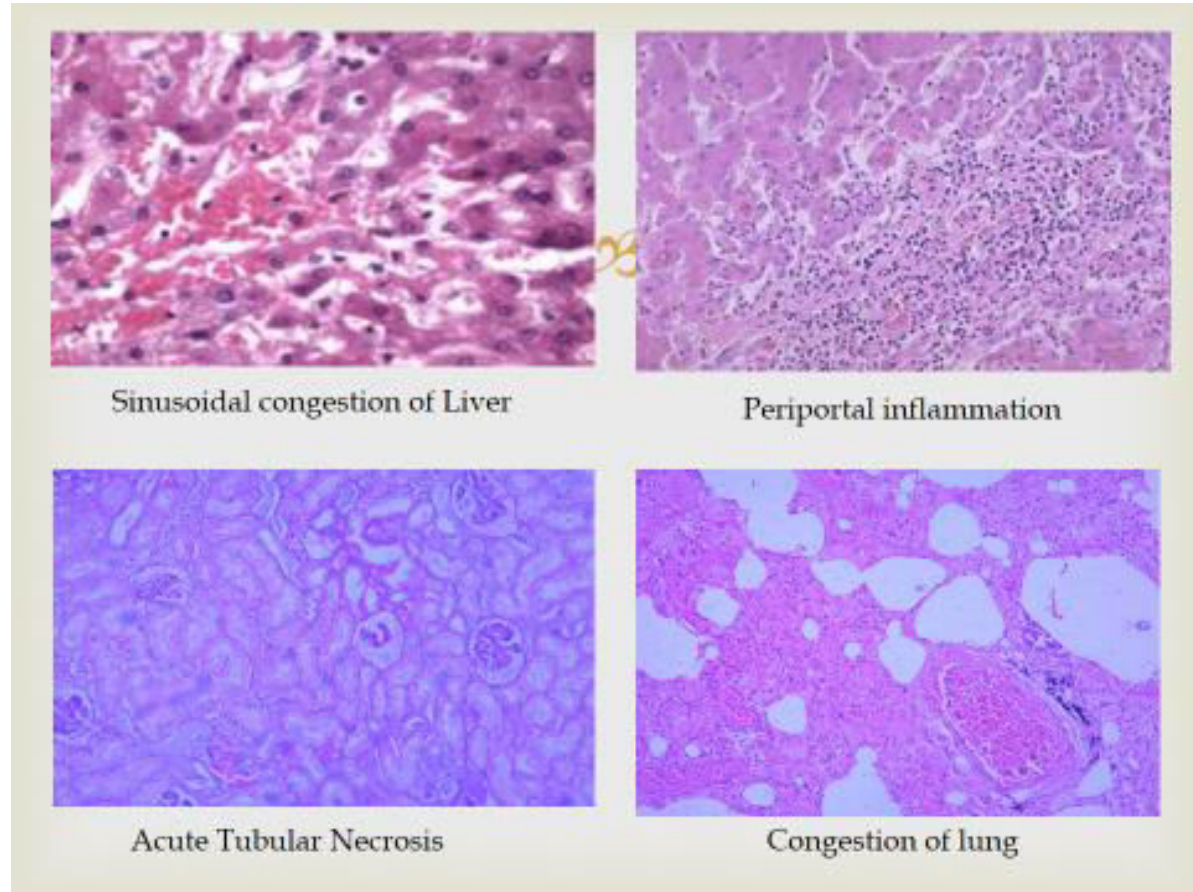 Sinusoidal congestion of Liver
Periportal inflammation
Acute Tubular Necrosis
Congestion of lung